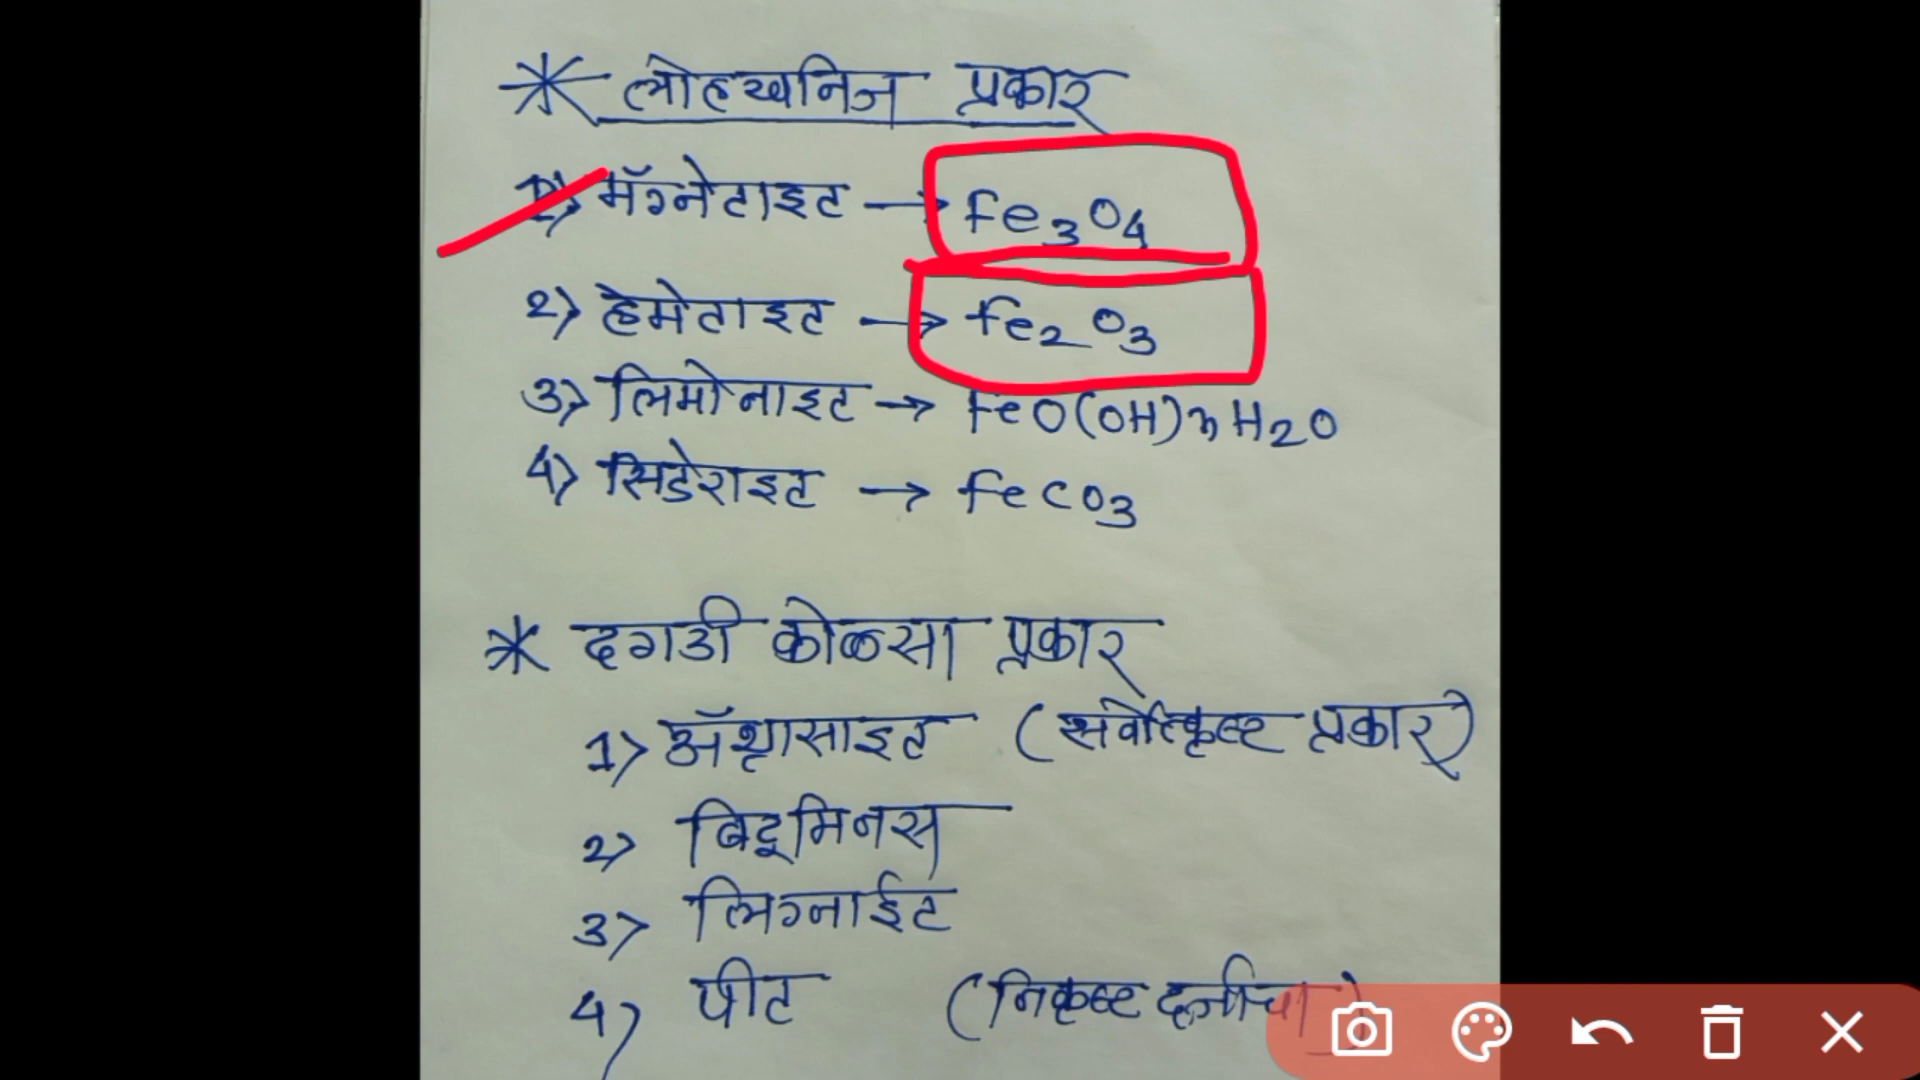 * लोहखनिज प्रकार
1) मॅग्नेटाइट → Fe3O4
2) हेमेटाइट → Fe2O3
3) लिमोनाइट → FeO(OH)nH2O
4) सिडेराइट → FeCO3
* दगडी कोळसा प्रकार
1) अँथ्रासाइट (सर्वोत्कृष्ट प्रकार)
2) बिटूमिनस
3) लिग्नाईट
4) पीट (निकृष्ट दर्जाचा)